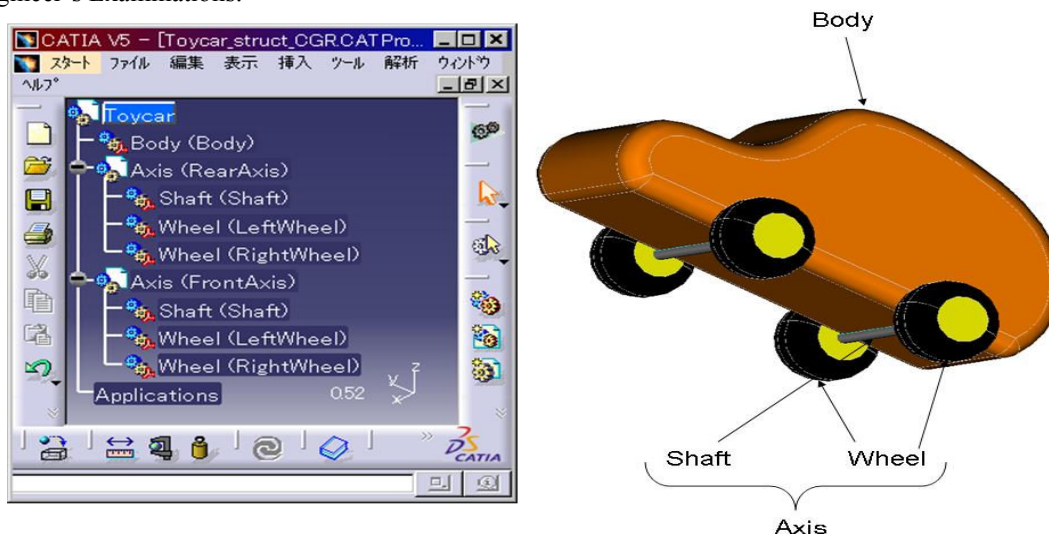 gineer's Examinations.
CATIA V5 - [Toycar_struct_CGR.CATPro...
スタート ファイル 編集 表示 挿入 ツール 解析 ウィンドウ
ヘルプ
Toycar
Body (Body)
Axis (RearAxis)
Shaft (Shaft)
Wheel (LeftWheel)
Wheel (RightWheel)
Axis (FrontAxis)
Shaft (Shaft)
Wheel (LeftWheel)
Wheel (RightWheel)
Applications
0.52
x y z
DS
CATIA
Body
Shaft
Wheel
Axis